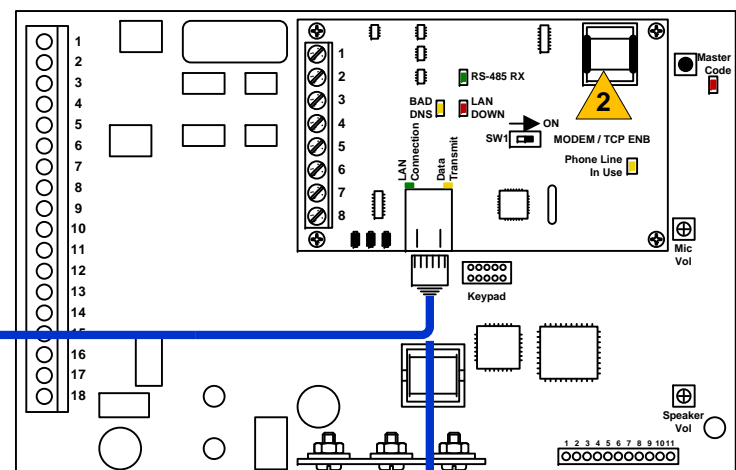 1
2
3
4
5
6
7
8
9
10
11
12
13
14
15
16
17
18
1
2
3
4
5
6
7
8
RS-485 RX
BAD
DNS
LAN
DOWN
ON
SW1
MODEM / TCP ENB
Phone Line
In Use
LAN
Connection
Data
Transmit
2
Master
Code
Mic
Vol
Keypad
Speaker
Vol
1 2 3 4 5 6 7 8 9 10 11